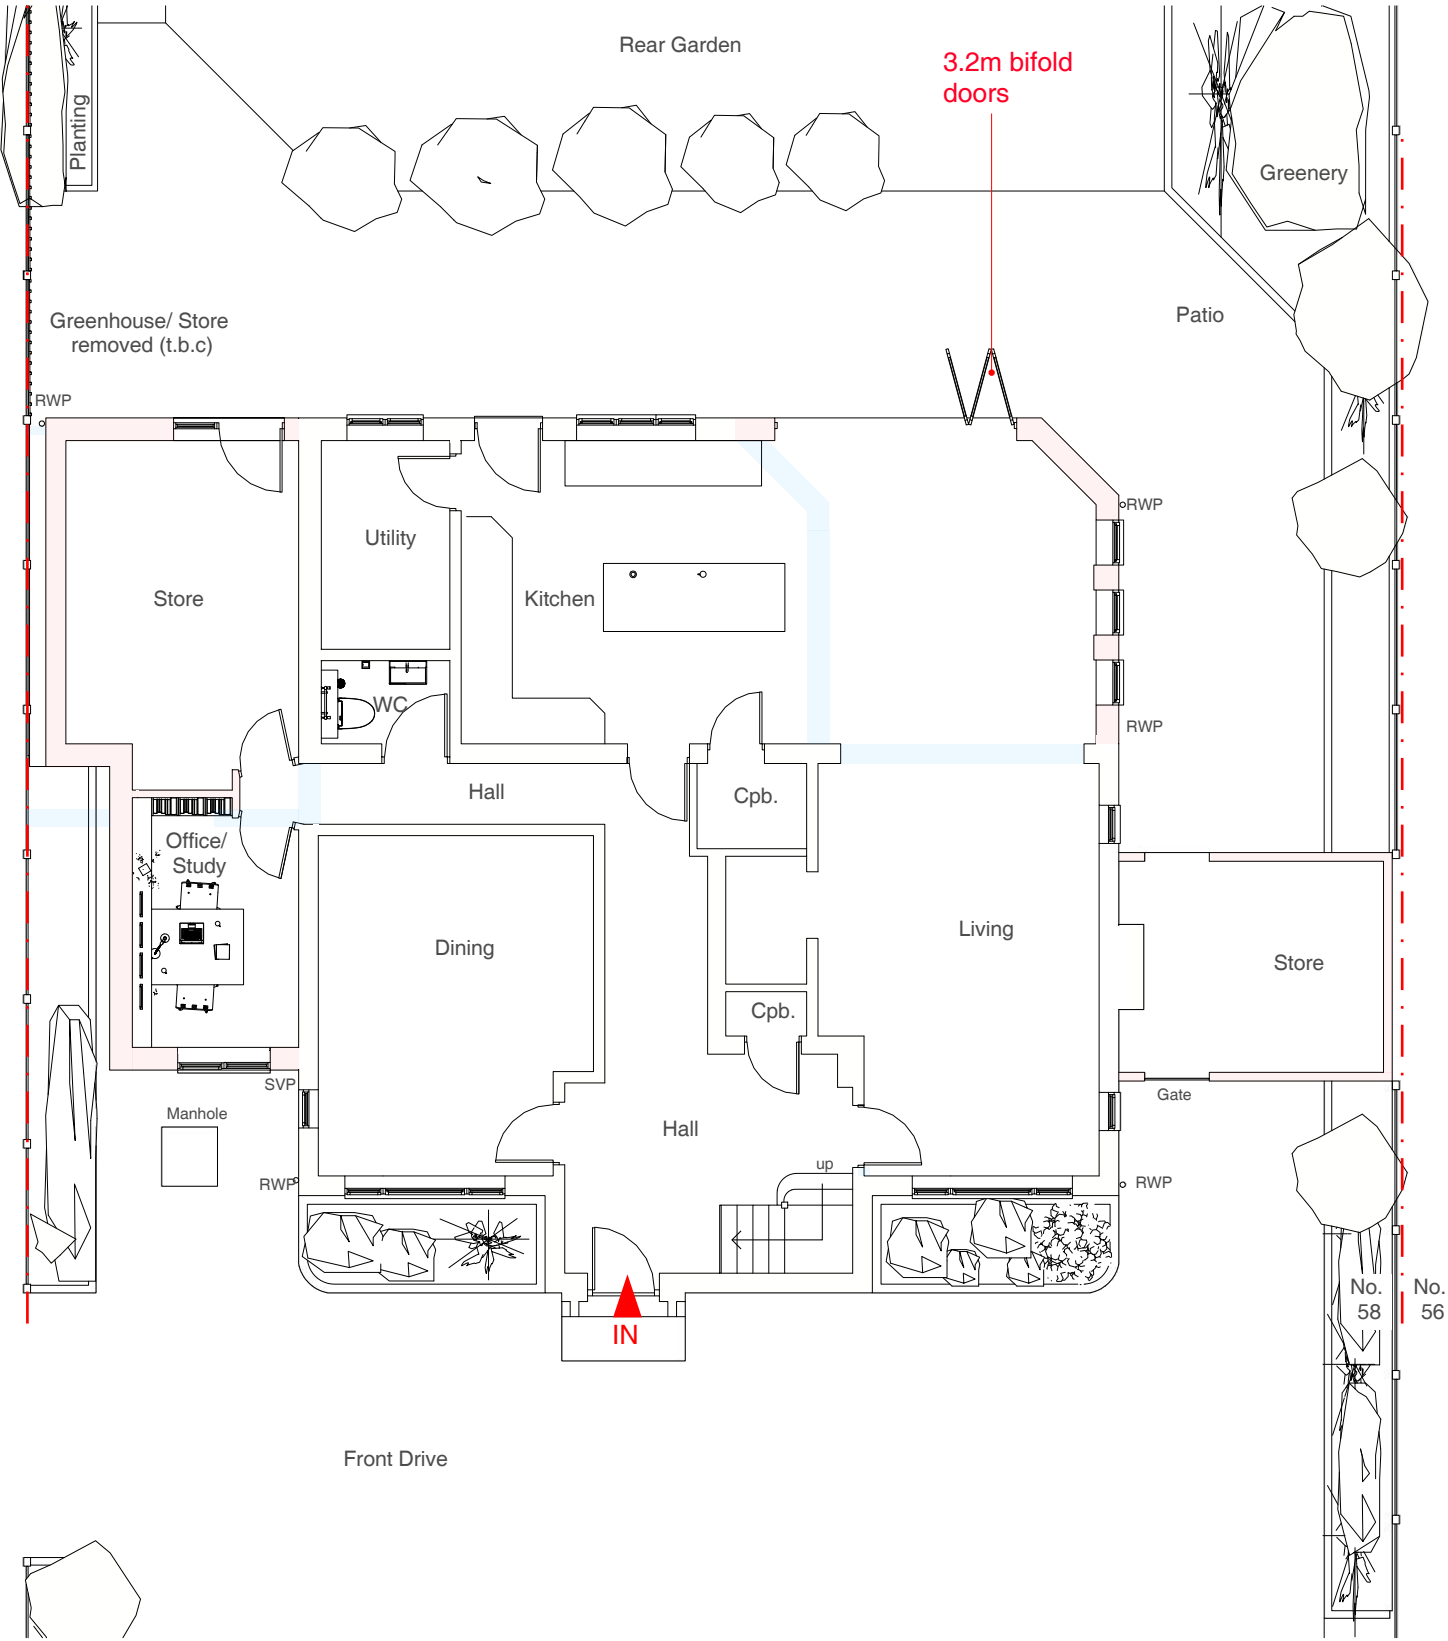 Rear Garden
3.2m bifold
doors
Planting
Greenery
Patio
Greenhouse/ Store
removed (t.b.c)
RWP
RWP
Utility
Store
Kitchen
WC
RWP
Hall
Cpb.
Office/
Study
Dining
Living
Store
Cpb.
SVP
Manhole
Gate
Hall
up
RWP
RWP
No.
58
No.
56
IN
Front Drive